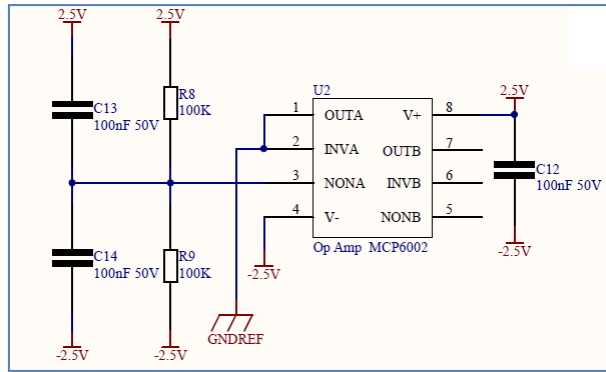 2.5V
2.5V
C13
100nF 50V
R8
100K
U2
1
OUTA
V+
8
2.5V
2
INVA
OUTB
7
3
NONA
INVB
6
C12
100nF 50V
4
V-
NONB
5
Op Amp MCP6002
C14
100nF 50V
R9
100K
-2.5V
-2.5V
GNDREF
-2.5V
-2.5V